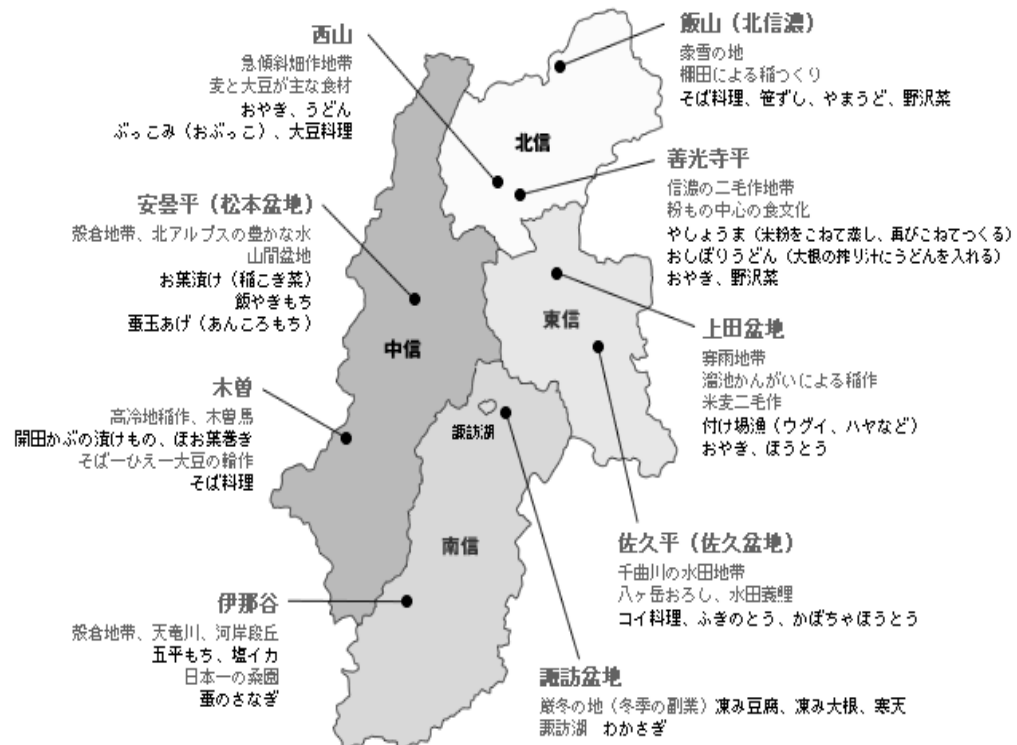 西山
急傾斜畑作地帯
麦と大豆が主な食材
おやき、うどん
ぶっこみ（おぶっこ）、大豆料理
安曇平（松本盆地）
穀倉地帯、北アルプスの豊かな水
山間盆地
お葉漬け（稲こき菜）
飯やきもち
蚕玉あげ（あんころもち）
木曽
高冷地稲作、木曽馬
開田かぶの漬けもの、ほお葉巻き
そばーひえー大豆の輪作
そば料理
伊那谷
穀倉地帯、天竜川、河岸段丘
五平もち、塩イカ
日本一の桑園
蚕のさなぎ
北信
東信
中信
諏訪湖
南信
飯山（北信濃）
豪雪の地
棚田による稲つくり
そば料理、笹ずし、やまうど、野沢菜
善光寺平
信濃の二毛作地帯
粉もの中心の食文化
やしょうま（米粉をこねて蒸し、再びこねてつくる）
おしぼりうどん（大根の搾り汁にうどんを入れる）
おやき、野沢菜
上田盆地
寡雨地帯
溜池かんがいによる稲作
米麦二毛作
付け場漁（ウグイ、ハヤなど）
おやき、ほうとう
佐久平（佐久盆地）
千曲川の水田地帯
八ヶ岳おろし、水田養鯉
コイ料理、ふきのとう、かぼちゃほうとう
諏訪盆地
厳冬の地（冬季の副業）凍み豆腐、凍み大根、寒天
諏訪湖　わかさぎ